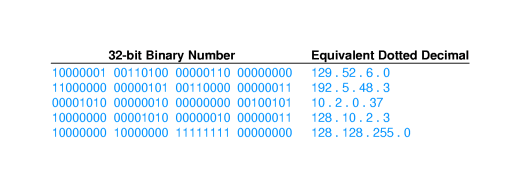 32-bit Binary Number Equivalent Dotted Decimal
10000001 00110100 00000110 00000000 129 . 52 . 6 . 0
11000000 00000101 00110000 00000011 192 . 5 . 48 . 3
00001010 00000010 00000000 00100101 10 . 2 . 0 . 37
10000000 00001010 00000010 00000011 128 . 10 . 2 . 3
10000000 10000000 11111111 00000000 128 . 128 . 255 . 0